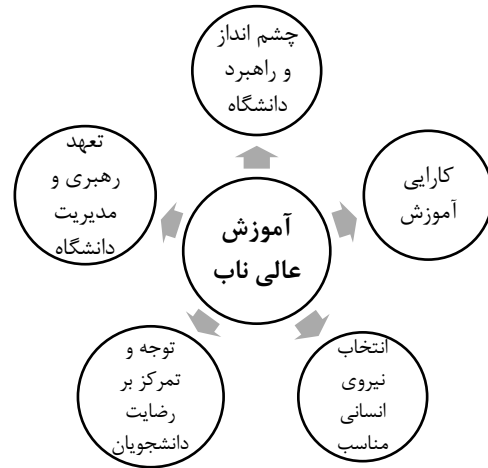 چشم انداز
و راهبرد
دانشگاه
کارایی
آموزش
انتخاب
نیروی
انسانی
مناسب
توجه و
تمرکز بر
رضایت
دانشجویان
تعهد
رهبری و
مدیریت
دانشگاه
آموزش
عالی ناب